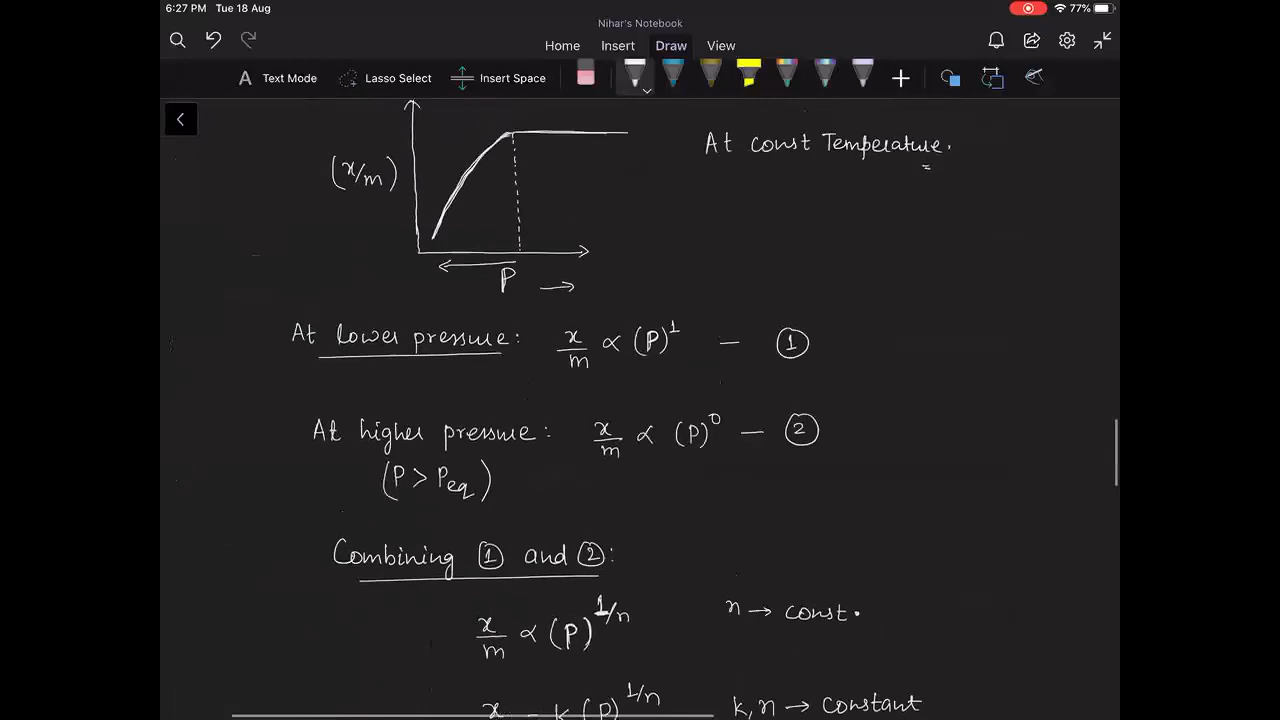 6:27 PM Tue 18 Aug
77%
Nihar's Notebook
Home Insert Draw View
A Text Mode Lasso Select Insert Space
(x/m)
At const Temperature.
P →
At lower pressure: x/m ∝ (P)^1 — ①
At higher pressure: x/m ∝ (P)^0 — ②
(P > Peq)
Combining ① and ②:
x/m ∝ (P)^1/n n → const.
x = k (P)^1/n k, n → constant